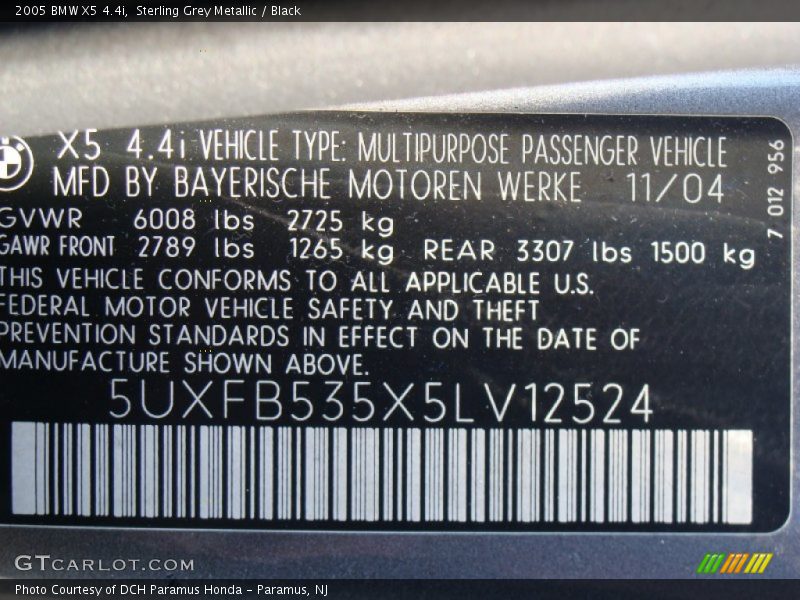 2005 BMW X5 4.4i, Sterling Grey Metallic / Black
X5 4.4i VEHICLE TYPE: MULTIPURPOSE PASSENGER VEHICLE
MFD BY BAYERISCHE MOTOREN WERKE 11/04
GVWR 6008 lbs 2725 kg
GAWR FRONT 2789 lbs 1265 kg REAR 3307 lbs 1500 kg
THIS VEHICLE CONFORMS TO ALL APPLICABLE U.S.
FEDERAL MOTOR VEHICLE SAFETY AND THEFT
PREVENTION STANDARDS IN EFFECT ON THE DATE OF
MANUFACTURE SHOWN ABOVE.
5UXFB535X5LV12524
7 012 956
GTCARLOT.COM
Photo Courtesy of DCH Paramus Honda - Paramus, NJ